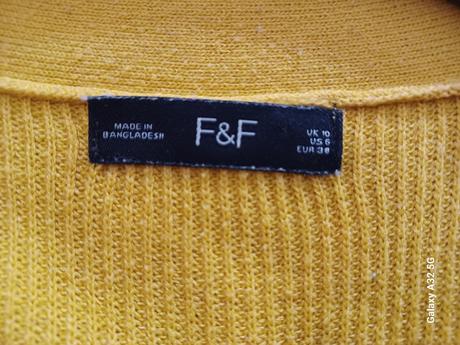 MADE IN
BANGLADESH
F&F
UK 10
US 6
EUR 38
Galaxy A32 5G